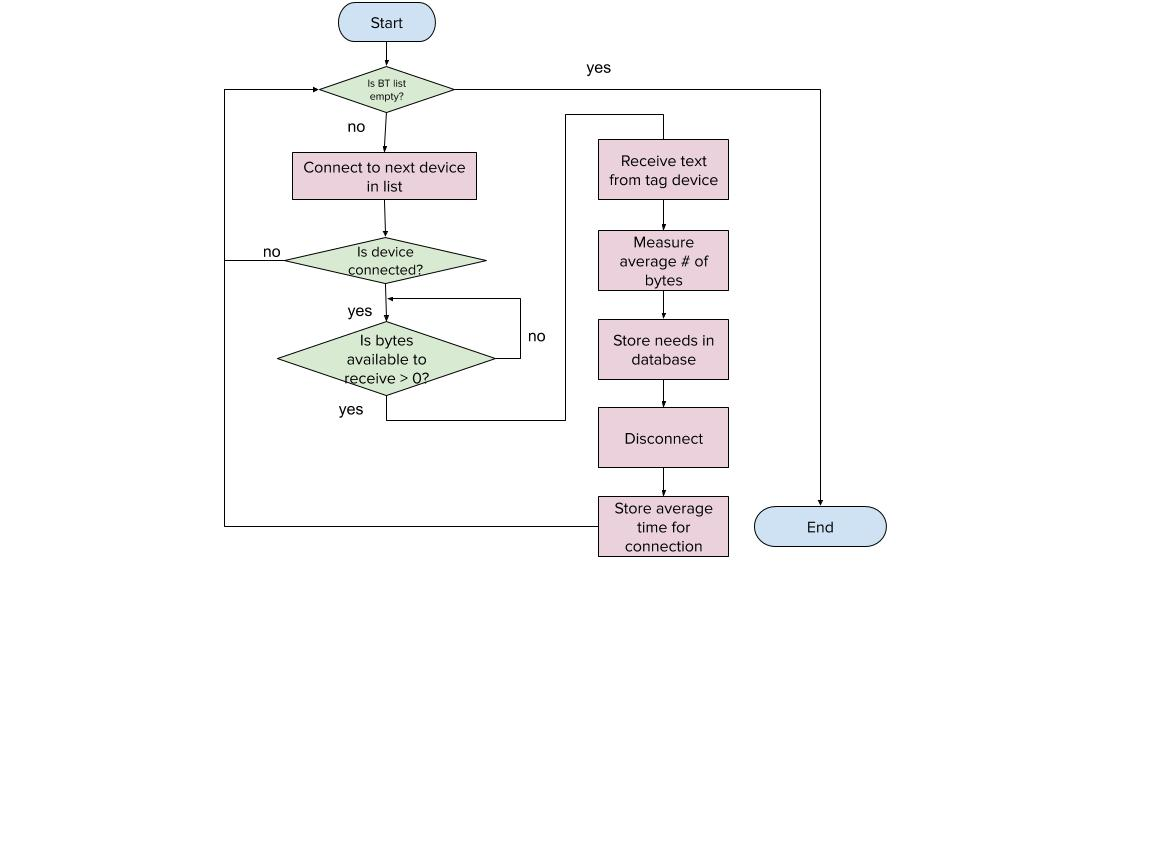 Start
Is BT list
empty?
yes
no
Connect to next device
in list
Is device
connected?
no
yes
Is bytes
available to
receive > 0?
no
yes
Receive text
from tag device
Measure
average # of
bytes
Store needs in
database
Disconnect
Store average
time for
connection
End